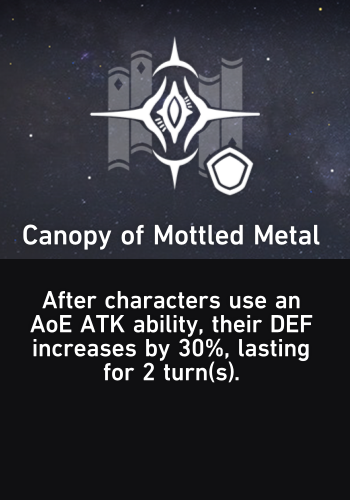 Canopy of Mottled Metal
After characters use an
AoE ATK ability, their DEF
increases by 30%, lasting
for 2 turn(s).